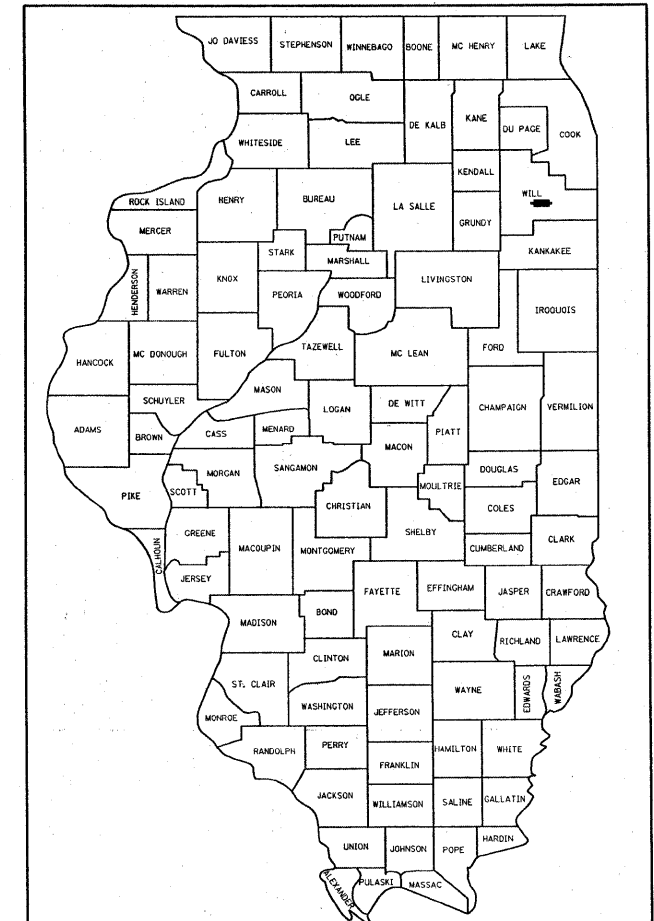 JO DAVIESS
STEPHENSON
WINNEBAGO
BOONE
MC HENRY
LAKE
CARROLL
OGLE
DE KALB
KANE
DU PAGE
COOK
WHITESIDE
LEE
KENDALL
WILL
ROCK ISLAND
HENRY
BUREAU
LA SALLE
GRUNDY
MERCER
PUTNAM
STARK
MARSHALL
KANKAKEE
HENDERSON
WARREN
KNOX
PEORIA
WOODFORD
LIVINGSTON
IROQUOIS
HANCOCK
MC DONOUGH
FULTON
TAZEWELL
MC LEAN
FORD
MASON
SCHUYLER
LOGAN
DE WITT
CHAMPAIGN
VERMILION
ADAMS
BROWN
CASS
MENARD
MACON
PIATT
MORGAN
SANGAMON
DOUGLAS
PIKE
SCOTT
CHRISTIAN
MOULTRIE
COLES
EDGAR
GREENE
MACOUPIN
MONTGOMERY
SHELBY
CUMBERLAND
CLARK
CALHOUN
JERSEY
FAYETTE
EFFINGHAM
JASPER
CRAWFORD
MADISON
BOND
CLAY
RICHLAND
LAWRENCE
CLINTON
MARION
ST. CLAIR
WAYNE
EDWARDS
WABASH
WASHINGTON
JEFFERSON
MONROE
RANDOLPH
PERRY
HAMILTON
WHITE
FRANKLIN
JACKSON
WILLIAMSON
SALINE
GALLATIN
UNION
JOHNSON
POPE
HARDIN
ALEXANDER
PULASKI
MASSAC